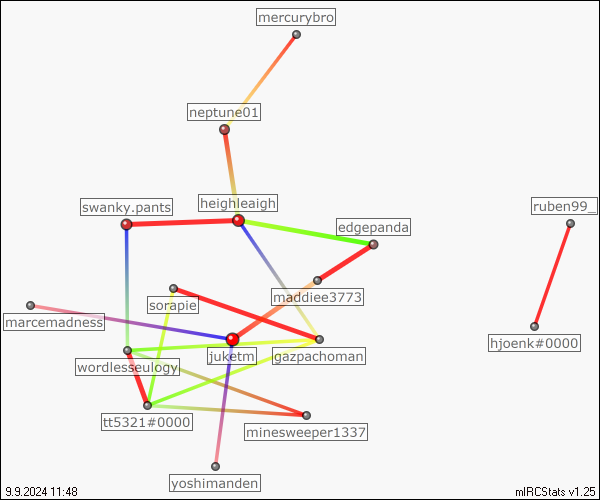 mercurybro
neptune01
heighleaigh
swanky.pants
ruben99_
edgepanda
maddiee3773
sorapie
marcemadness
hjoenk#0000
juketm
gazpachoman
wordlesseulogy
tt5321#0000
minesweeper1337
yoshimanden
9.9.2024 11:48
mIRCStats v1.25